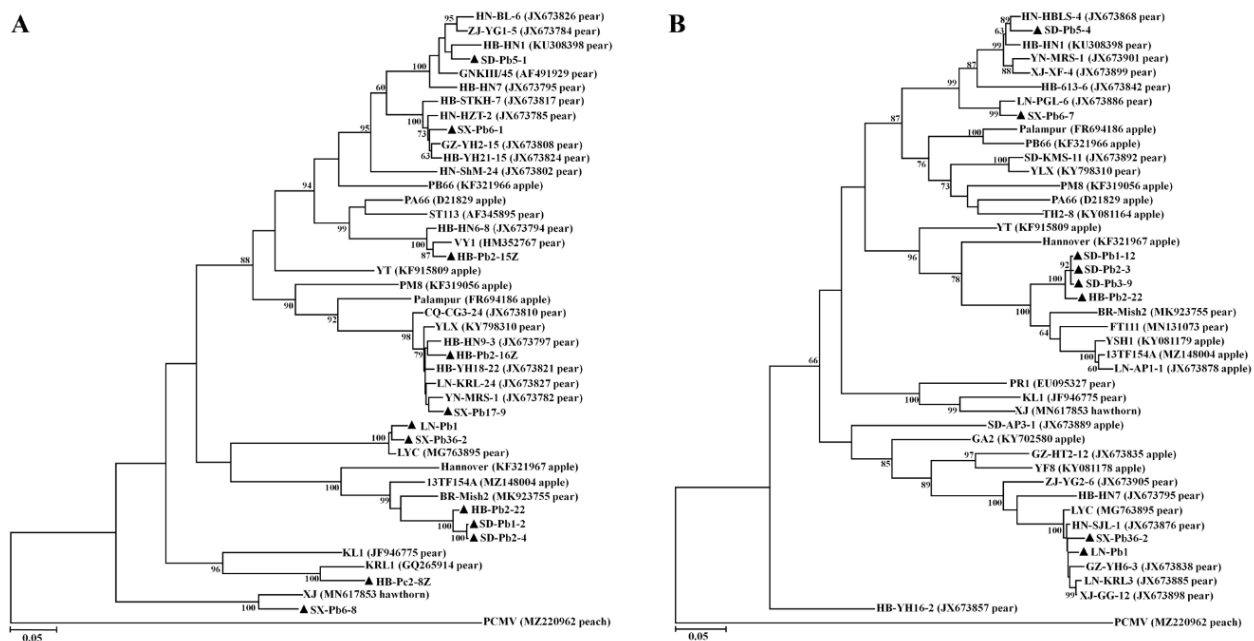 A
95
HN-BL-6 (JX673826 pear)
ZJ-YG1-5 (JX673784 pear)
HB-HN1 (KU308398 pear)
▲ SD-Pb5-1
100
GNKIII/45 (AF491929 pear)
60
HB-HN7 (JX673795 pear)
HB-STKH-7 (JX673817 pear)
100
HN-HZT-2 (JX673785 pear)
95
73
▲ SX-Pb6-1
GZ-YH2-15 (JX673808 pear)
63
HB-YH21-15 (JX673824 pear)
HN-ShM-24 (JX673802 pear)
94
PB66 (KF321966 apple)
PA66 (D21829 apple)
99
ST113 (AF345895 pear)
HB-HN6-8 (JX673794 pear)
100
VY1 (HM352767 pear)
87
▲ HB-Pb2-15Z
88
YT (KF915809 apple)
PM8 (KF319056 apple)
90
Palampur (FR694186 apple)
92
CQ-CG3-24 (JX673810 pear)
YLX (KY798310 pear)
98
HB-HN9-3 (JX673797 pear)
79
▲ HB-Pb2-16Z
HB-YH18-22 (JX673821 pear)
LN-KRL-24 (JX673827 pear)
YN-MRS-1 (JX673782 pear)
▲ SX-Pb17-9
▲ LN-Pb1
100
▲ SX-Pb36-2
LYC (MG763895 pear)
Hannover (KF321967 apple)
100
13TF154A (MZ148004 apple)
99
BR-Mish2 (MK923755 pear)
▲ HB-Pb2-22
100
▲ SD-Pb1-2
100
▲ SD-Pb2-4
KL1 (JF946775 pear)
96
KRL1 (GQ265914 pear)
100
▲ HB-Pc2-8Z
XJ (MN617853 hawthorn)
100
▲ SX-Pb6-8
PCMV (MZ220962 peach)
0.05
B
89
HN-HBLS-4 (JX673868 pear)
63
▲ SD-Pb5-4
99
HB-HN1 (KU308398 pear)
YN-MRS-1 (JX673901 pear)
87
88
XJ-XF-4 (JX673899 pear)
99
HB-613-6 (JX673842 pear)
LN-PGL-6 (JX673886 pear)
99
▲ SX-Pb6-7
87
Palampur (FR694186 apple)
100
PB66 (KF321966 apple)
SD-KMS-11 (JX673892 pear)
76
100
YLX (KY798310 pear)
73
PM8 (KF319056 apple)
PA66 (D21829 apple)
TH2-8 (KY081164 apple)
YT (KF915809 apple)
96
Hannover (KF321967 apple)
▲ SD-Pb1-12
92
▲ SD-Pb2-3
78
100
▲ SD-Pb3-9
▲ HB-Pb2-22
100
BR-Mish2 (MK923755 pear)
64
FT111 (MN131073 pear)
YSH1 (KY081179 apple)
100
13TF154A (MZ148004 apple)
66
60
LN-AP1-1 (JX673878 apple)
PR1 (EU095327 pear)
100
KL1 (JF946775 pear)
99
XJ (MN617853 hawthorn)
SD-AP3-1 (JX673889 apple)
GA2 (KY702580 apple)
85
97
GZ-HT2-12 (JX673835 apple)
YF8 (KY081178 apple)
89
ZJ-YG2-6 (JX673905 pear)
100
HB-HN7 (JX673795 pear)
LYC (MG763895 pear)
100
HN-SJL-1 (JX673876 pear)
▲ SX-Pb36-2
▲ LN-Pb1
GZ-YH6-3 (JX673838 pear)
LN-KRL3 (JX673885 pear)
99
XJ-GG-12 (JX673898 pear)
HB-YH16-2 (JX673857 pear)
PCMV (MZ220962 peach)
0.05